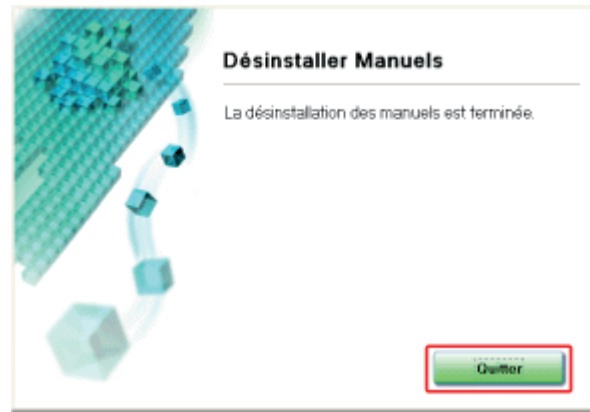 Désinstaller Manuels
La désinstallation des manuels est terminée.
Quitter